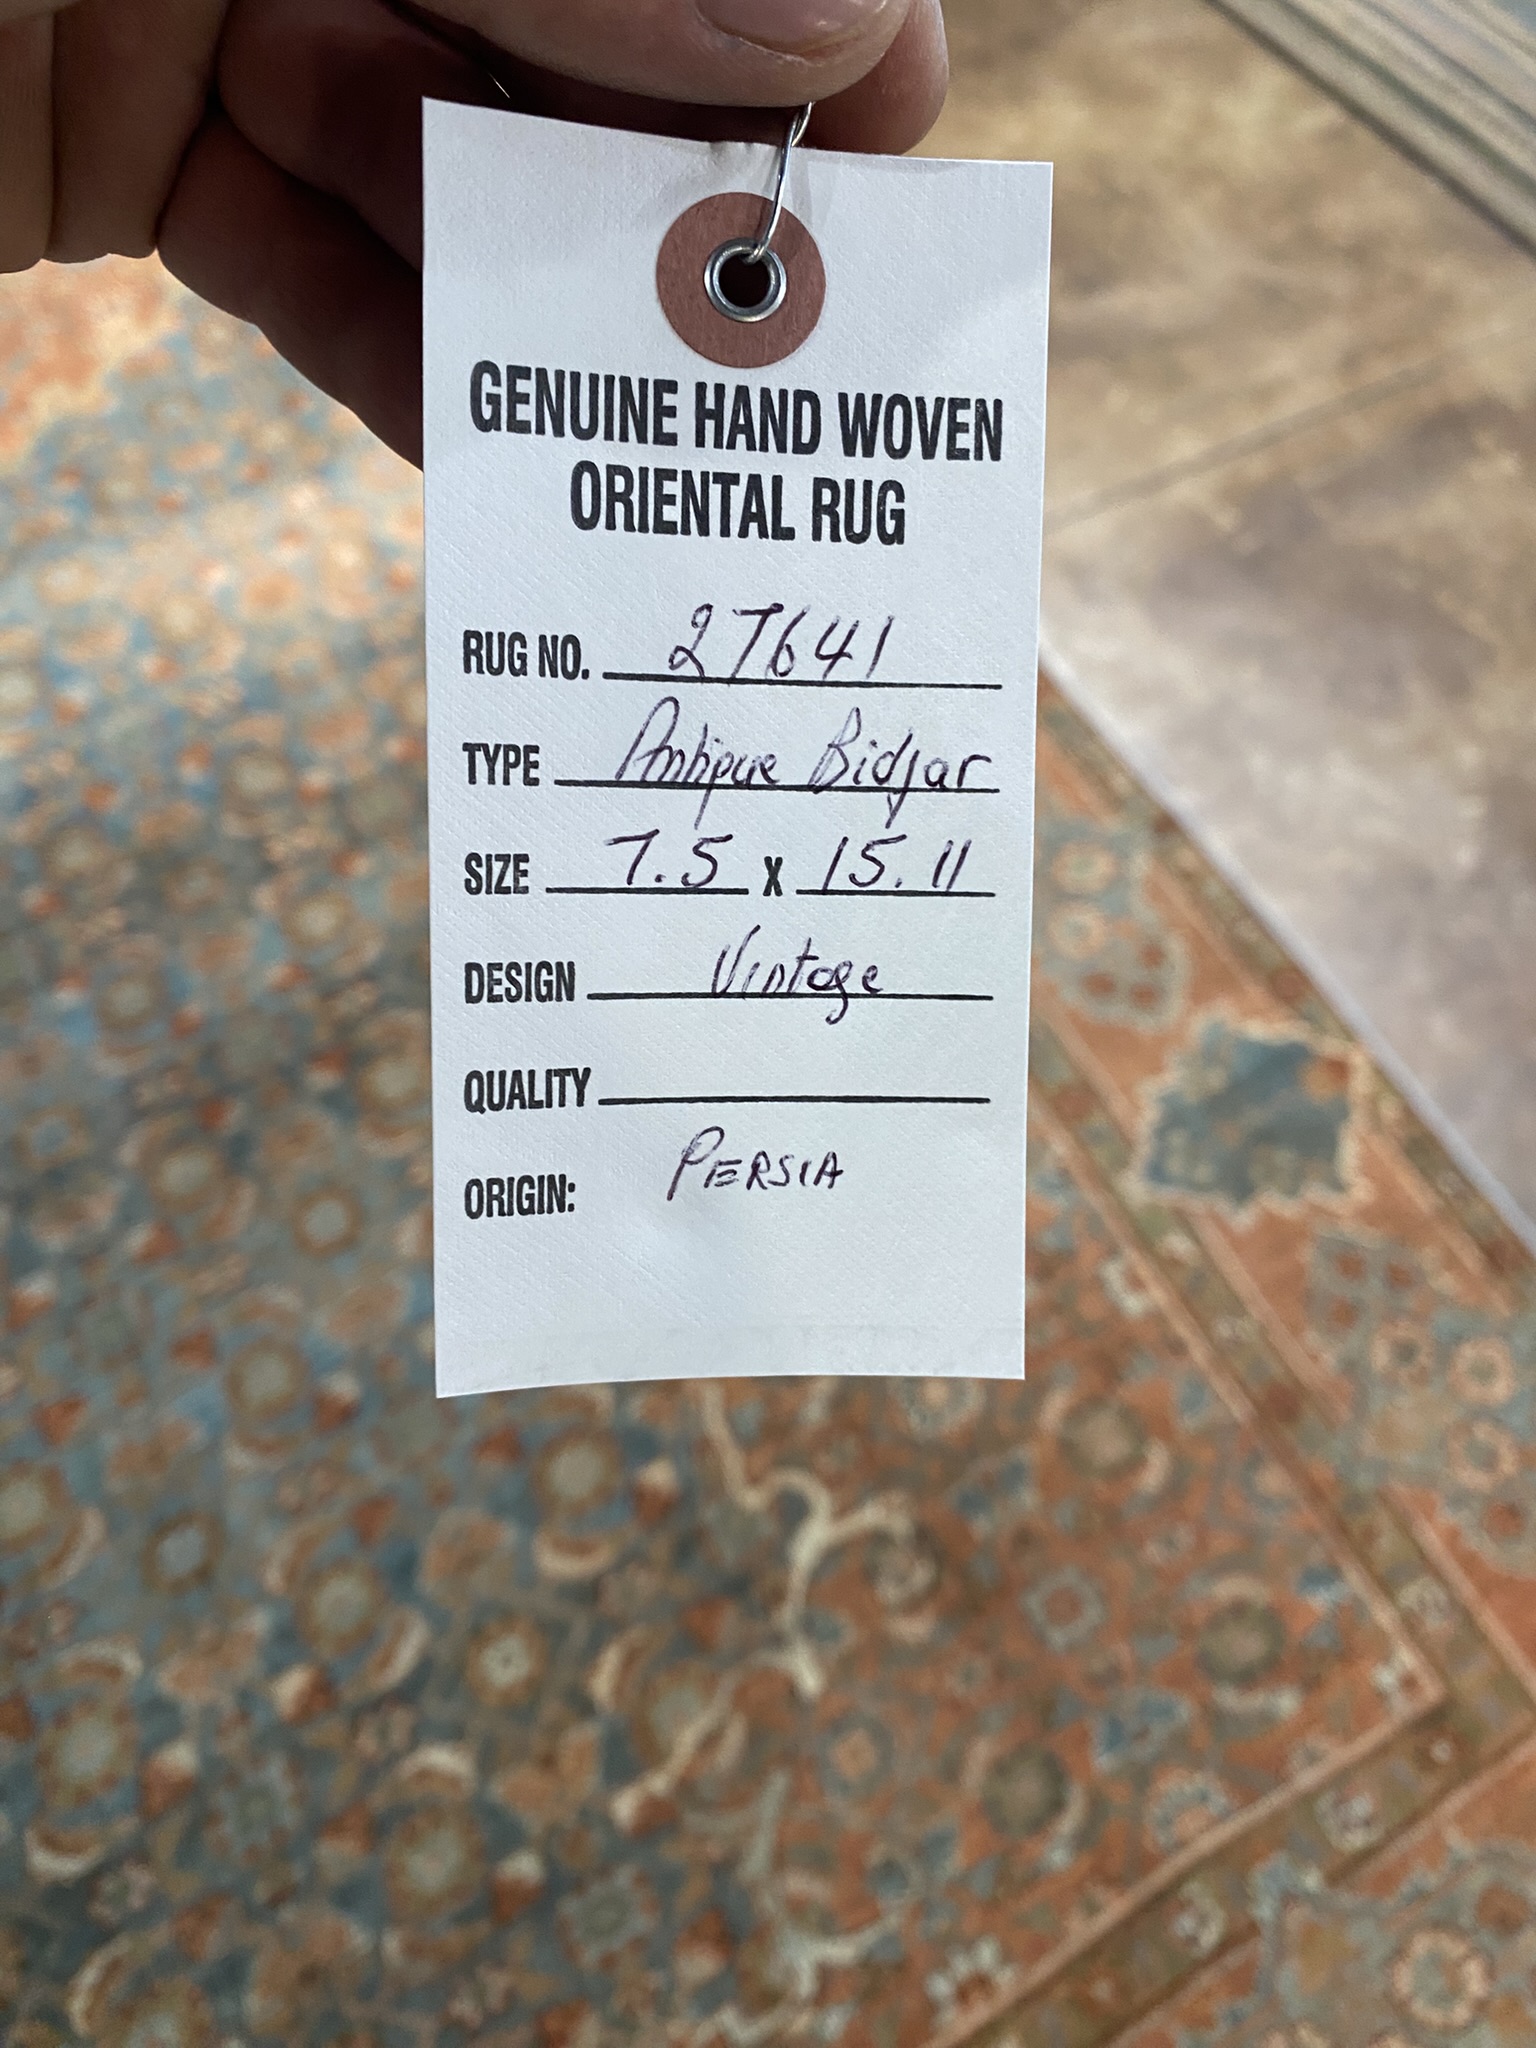 GENUINE HAND WOVEN
ORIENTAL RUG
RUG NO. 27641
TYPE Antique Bidjar
SIZE 7.5 X 15.11
DESIGN Vintage
QUALITY
ORIGIN: PERSIA